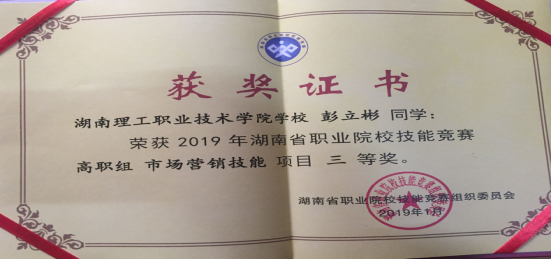 获奖证书
湖南理工职业技术学院学校 彭立彬 同学：
荣获 2019 年湖南省职业院校技能竞赛
高职组 市场营销技能 项目 三 等奖。
湖南省职业院校技能竞赛组织委员会
2019年1月